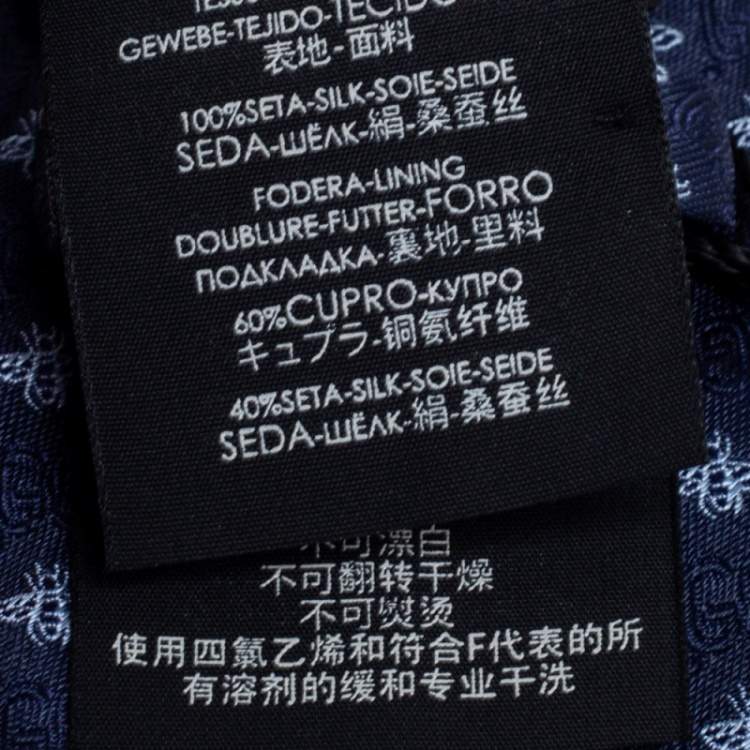 GEWEBE-TEJIDO-TECIDO
表地-面料
100%SETA-SILK-SOIE-SEIDE
SEDA-ШЁЛК-絹-桑蚕丝
FODERA-LINING
DOUBLURE-FUTTER-FORRO
ПОДКЛАДКА-裏地-里料
60%CUPRO-КУПРО
キュプラ-铜氨纤维
40%SETA-SILK-SOIE-SEIDE
SEDA-ШЁЛК-絹-桑蚕丝
不可漂白
不可翻转干燥
不可熨烫
使用四氯乙烯和符合F代表的所
有溶剂的缓和专业干洗